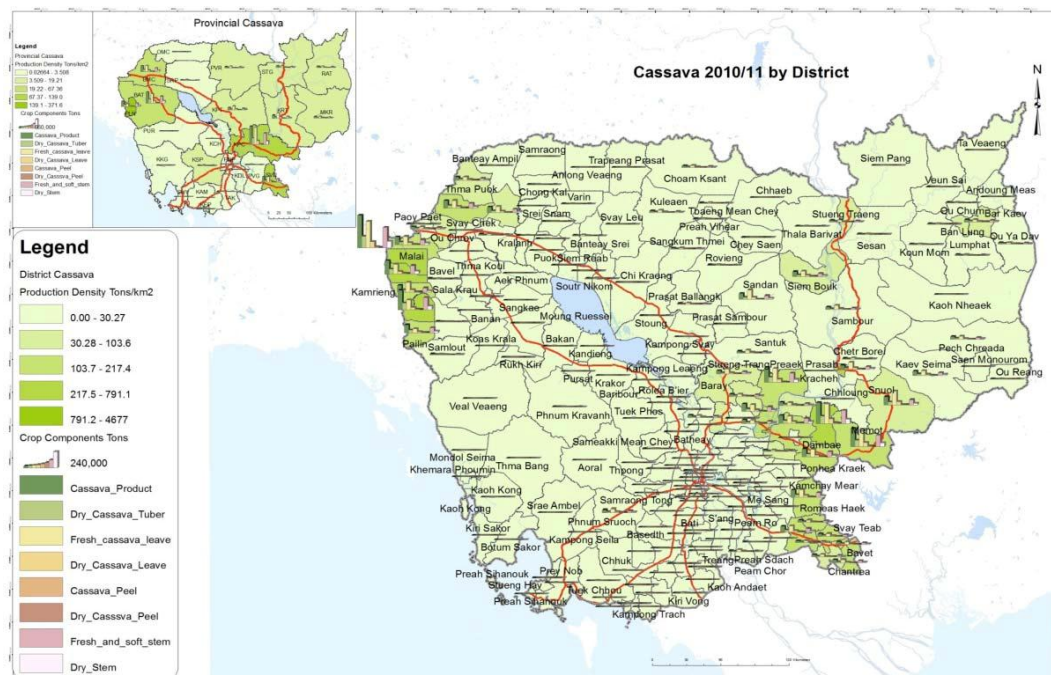 Provincial Cassava
Legend
Provincial Cassava
Production Density Tons/km2
3.509 - 19.21
19.22 - 67.36
139.1 - 371.6
Crop Components Tons
Cassava_Product
Dry_Cassava_Tuber
Fresh_cassava_leave
Dry_Cassava_Leave
Cassava_Peel
Dry_Casssva_Peel
Fresh_and_soft_stem
Dry_Stem
OMC
PVR
STG
RAT
MKR
BAT
PUR
KCH
KKG
KSP
KAM
Cassava 2010/11 by District
N
Legend
District Cassava
Production Density Tons/km2
0.00 - 30.27
30.28 - 103.6
103.7 - 217.4
217.5 - 791.1
791.2 - 4677
Crop Components Tons
240,000
Cassava_Product
Dry_Cassava_Tuber
Fresh_cassava_leave
Dry_Cassava_Leave
Cassava_Peel
Dry_Casssva_Peel
Fresh_and_soft_stem
Dry_Stem
Ta Veaeng
Samraong
Siem Pang
Banteay Ampil
Trapeang Prasat
Anlong Veaeng
Choam Ksant
Veun Sai
Andoung Meas
Thma Puok
Chong Kal
Varin
Kuleaen
Chhaeb
Srei Snam
Svay Leu
Tbaeng Mean Chey
Stueng Traeng
Ou Chum
Bar Kaev
Paoy Paet
Svay Chek
Preah Vihear
Ban Lung
Ou Ya Dav
Ou Chrov
Kralanh
Banteay Srei
Sangkum Thmei
Chey Saen
Thala Barivat
Sesan
Lumphat
Koun Mom
Malai
Thma Koul
Puok
Siem Reab
Rovieng
Bavel
Chi Kraeng
Kamrieng
Sala Krau
Aek Phnum
Soutr Nikom
Prasat Ballangk
Sandan
Siem Bouk
Kaoh Nheaek
Sangkae
Banan
Moung Ruessei
Prasat Sambour
Sambour
Pailin
Samlout
Koas Krala
Bakan
Stoung
Kampong Svay
Santuk
Chetr Borei
Pech Chreada
Rukh Kiri
Kandieng
Kampong Leaeng
Stueng Trang
Preaek Prasab
Kaev Seima
Saen Monourom
Ou Reang
Pursat
Krakor
Rolea B'ier
Baray
Kracheh
Chhloung
Snuol
Baribour
Veal Veaeng
Phnum Kravanh
Tuek Phos
Memot
Sameakki Mean Chey
Batheay
Dambae
Mondol Seima
Khemara Phoumin
Thma Bang
Aoral
Thpong
Ponhea Kraek
Kamchay Mear
Kaoh Kong
Samraong Tong
Me Sang
Romeas Haek
Kaoh Kong
Srae Ambel
Phnum Sruoch
S'ang
Peam Ro
Svay Teab
Kiri Sakor
Kampong Seila
Basedth
Bati
Bavet
Botum Sakor
Chhuk
Treang
Preah Sdach
Chantrea
Preah Sihanouk
Prey Nob
Peam Chor
Stueng Hav
Tuek Chhou
Kaoh Andaet
Preah Sihanouk
Kiri Vong
Kampong Trach